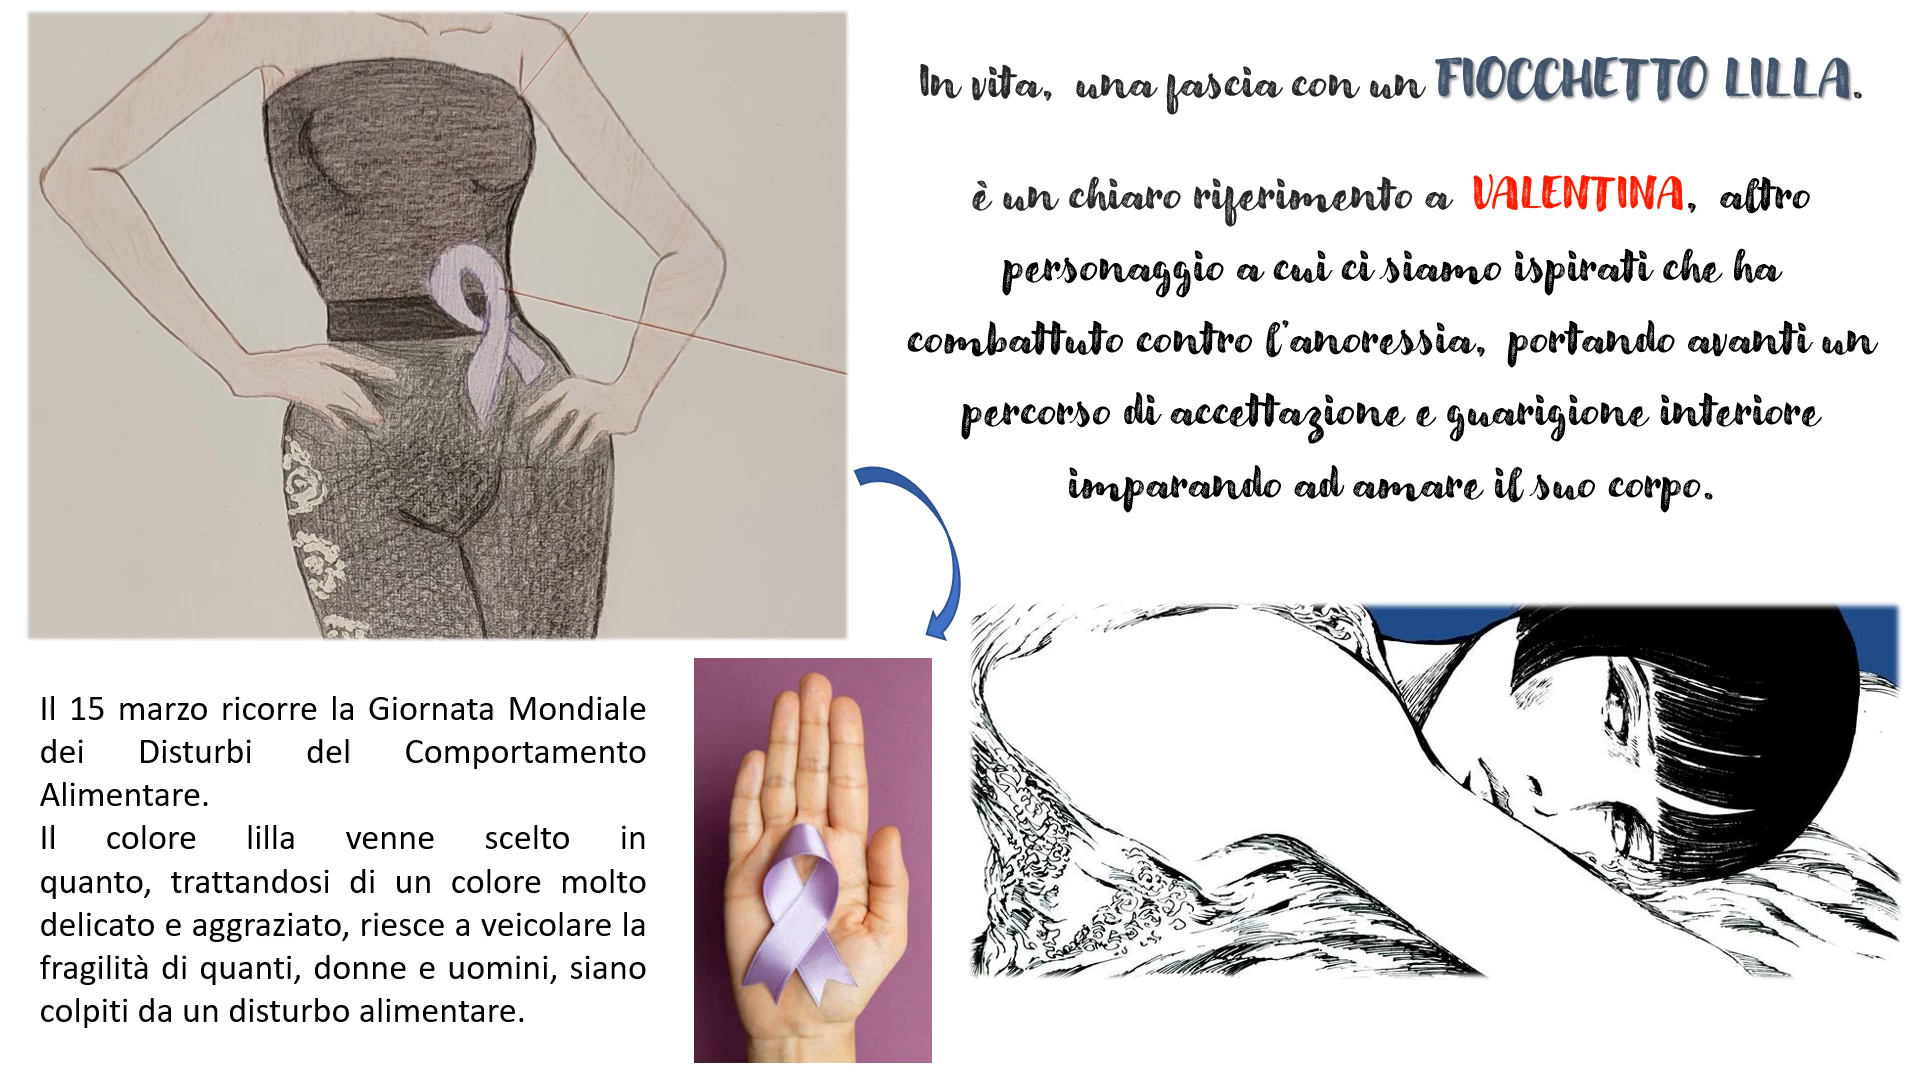 In vita, una fascia con un FIOCCHETTO LILLA.
è un chiaro riferimento a VALENTINA, altro
personaggio a cui ci siamo ispirati che ha
combattuto contro l'anoressia, portando avanti un
percorso di accettazione e guarigione interiore
imparando ad amare il suo corpo.
Il 15 marzo ricorre la Giornata Mondiale
dei Disturbi del Comportamento
Alimentare.
Il colore lilla venne scelto in
quanto, trattandosi di un colore molto
delicato e aggraziato, riesce a veicolare la
fragilità di quanti, donne e uomini, siano
colpiti da un disturbo alimentare.